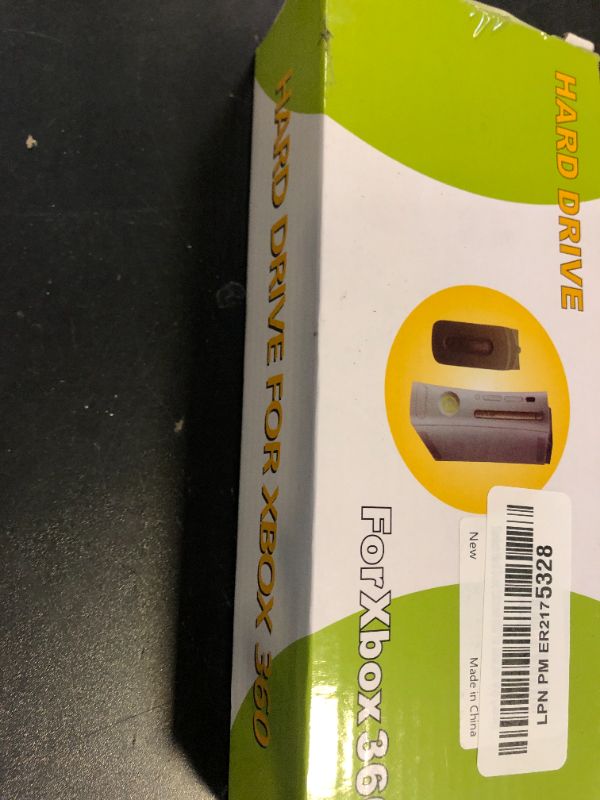 HARD DRIVE
HARD DRIVE FOR XBOX 360
ForXbox 36
New
Made in China
LPN PM ER2175328